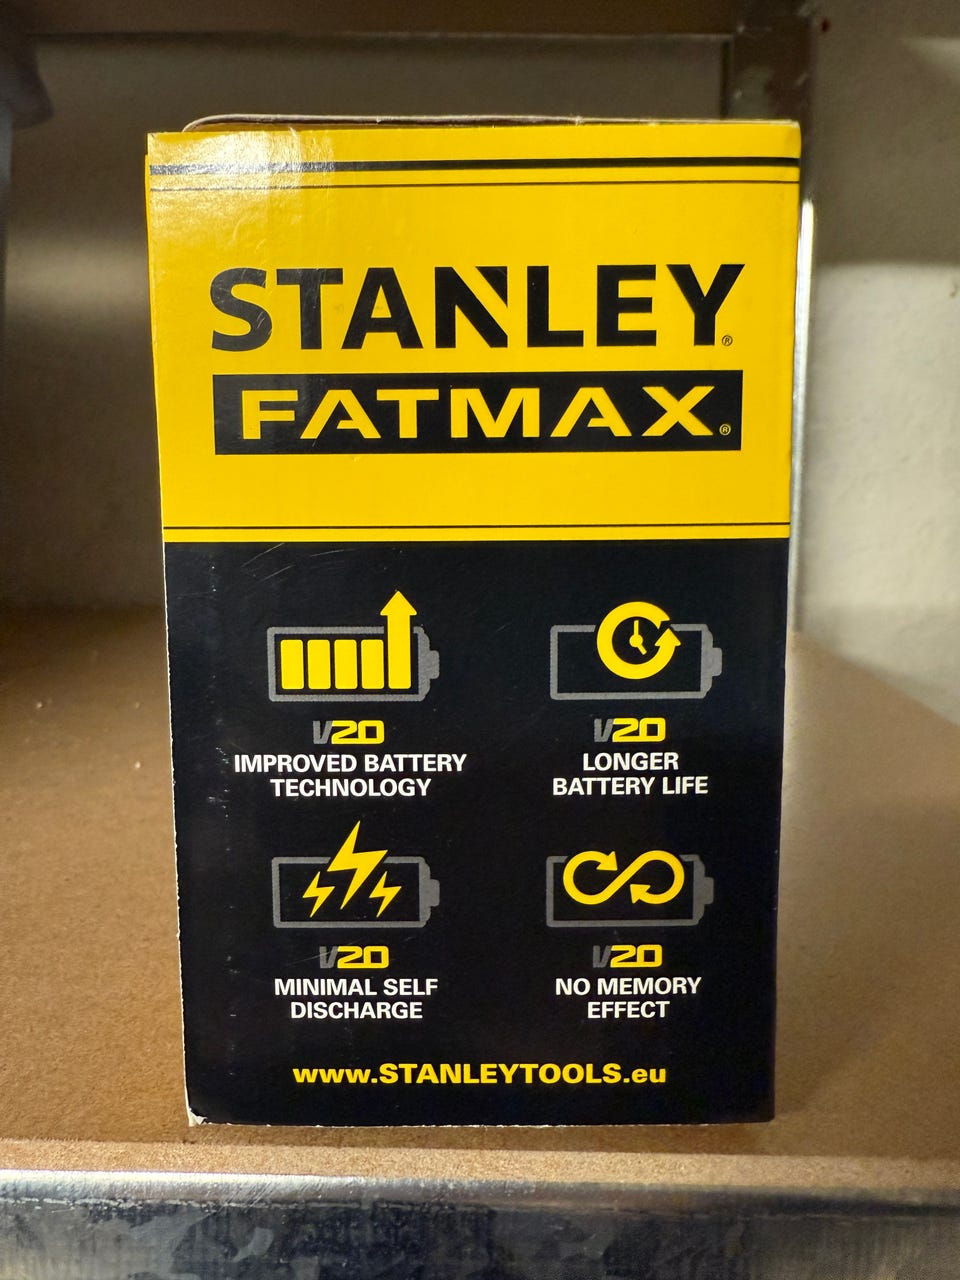 STANLEY®
FATMAX®
V20
IMPROVED BATTERY
TECHNOLOGY
V20
LONGER
BATTERY LIFE
V20
MINIMAL SELF
DISCHARGE
V20
NO MEMORY
EFFECT
www.STANLEYTOOLS.eu